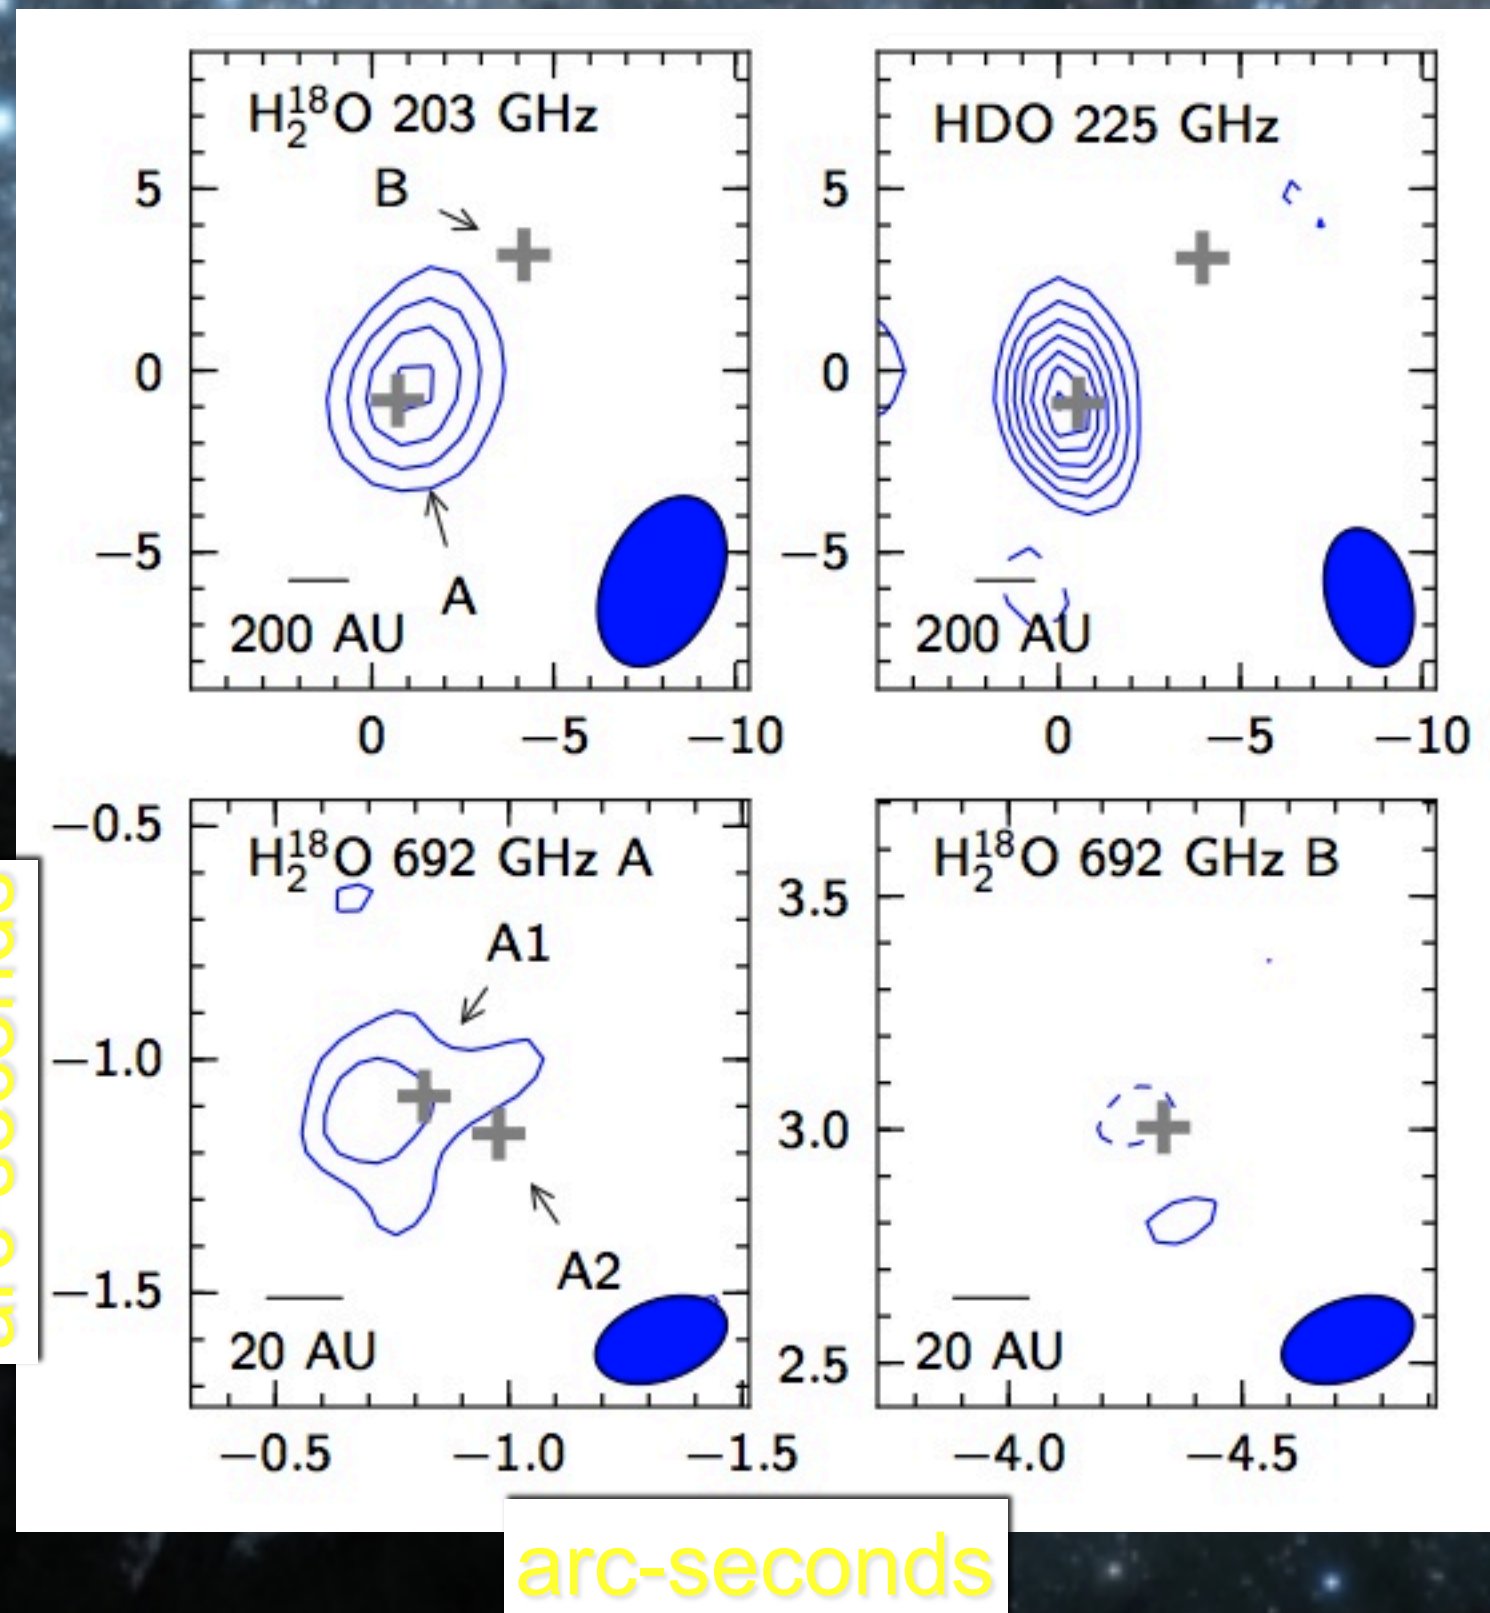 H₂¹⁸O 203 GHz
B
A
200 AU
5
0
−5
0 −5 −10
HDO 225 GHz
200 AU
5
0
−5
0 −5 −10
H₂¹⁸O 692 GHz A
A1
A2
20 AU
−0.5
−1.0
−1.5
−0.5 −1.0 −1.5
H₂¹⁸O 692 GHz B
20 AU
3.5
3.0
2.5
−4.0 −4.5
arc-seconds
arc-seconds